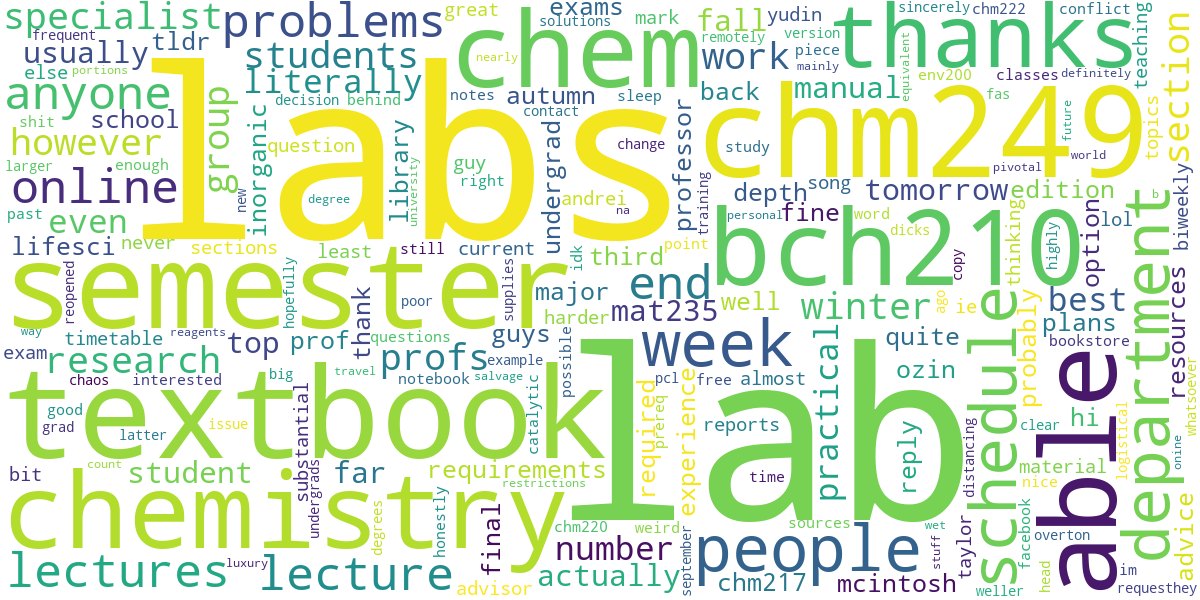 specialist
frequent
usually
tldr
else
portions
anyone
shit
school
however
larger
enough
online
past
even
never
lifesci
problems
students
literally
group
inorganic
decision
behind
question
library
university
degree
new
labs
sections
chem
great
nearly
notes
autumn
exams
solutions
contact
sleep
guy
right
undergrad
andrei
na
change
mark
fall
remotely
work
back
study
professor
training
yudin
version
piece
mainly
manual
thanks
sincerely
chm222
conflict
equivalent
env200
classes
definitely
teaching
section
fas
future
topics
world
pivotal
chm249
depth
song
tomorrow
edition
personal
fine
word
dicks
b
bch210
thinking
highly
option
lol
biweekly
copy
semester
reopened
hopefully
least
still
current
poor
supplies
idk
third
point
major
harder
end
mat235
well
winter
ago
ie
best
department
resources
way
timetable
reagents
prof
questions
thank
guys
exam
research
top
profs
example
possible
week
quite
schedule
probably
plans
bookstore
chaos
interested
big
travel
notebook
salvage
catalytic
pcl
free
almost
practical
ozin
able
textbook
good
grad
latter
issue
substantial
undergrads
lab
required
prereq
experience
reports
reply
distancing
clear
hi
logistical
whatsoever
bit
count
student
far
requirements
restrictions
time
material
nice
onine
chemistry
degrees
honestly
final
chm220
weird
number
sources
wet
stuff
facebook
overton
advice
lectures
luxury
lecture
advisor
actually
september
people
chm217
mcintosh
taylor
weller
head
im
requesthey